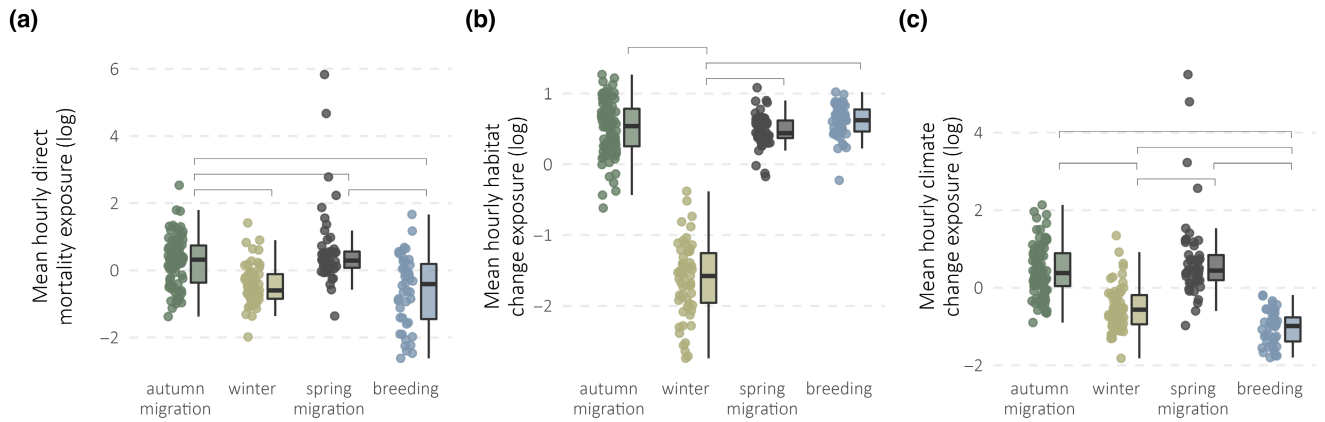 (a)
Mean hourly direct
mortality exposure (log)
6
4
2
0
−2
autumn
migration
winter
spring
migration
breeding
(b)
Mean hourly habitat
change exposure (log)
1
0
−1
−2
autumn
migration
winter
spring
migration
breeding
(c)
Mean hourly climate
change exposure (log)
4
2
0
−2
autumn
migration
winter
spring
migration
breeding